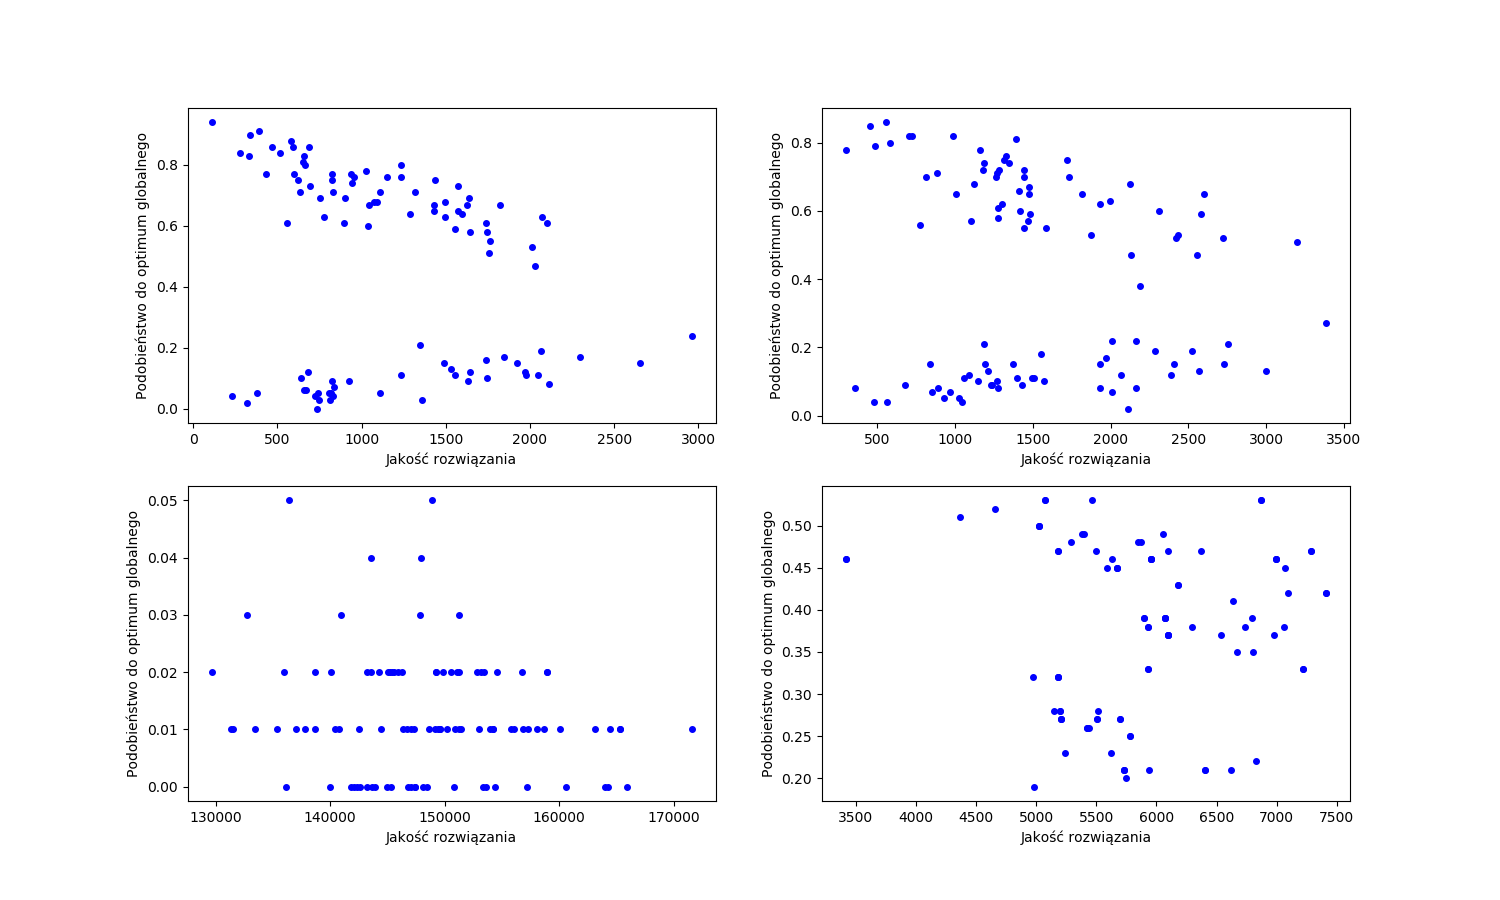 Podobieństwo do optimum globalnego
0.8
0.6
0.4
0.2
0.0
0 500 1000 1500 2000 2500 3000
Jakość rozwiązania
Podobieństwo do optimum globalnego
0.8
0.6
0.4
0.2
0.0
500 1000 1500 2000 2500 3000 3500
Jakość rozwiązania
Podobieństwo do optimum globalnego
0.05
0.04
0.03
0.02
0.01
0.00
130000 140000 150000 160000 170000
Jakość rozwiązania
Podobieństwo do optimum globalnego
0.50
0.45
0.40
0.35
0.30
0.25
0.20
3500 4000 4500 5000 5500 6000 6500 7000 7500
Jakość rozwiązania